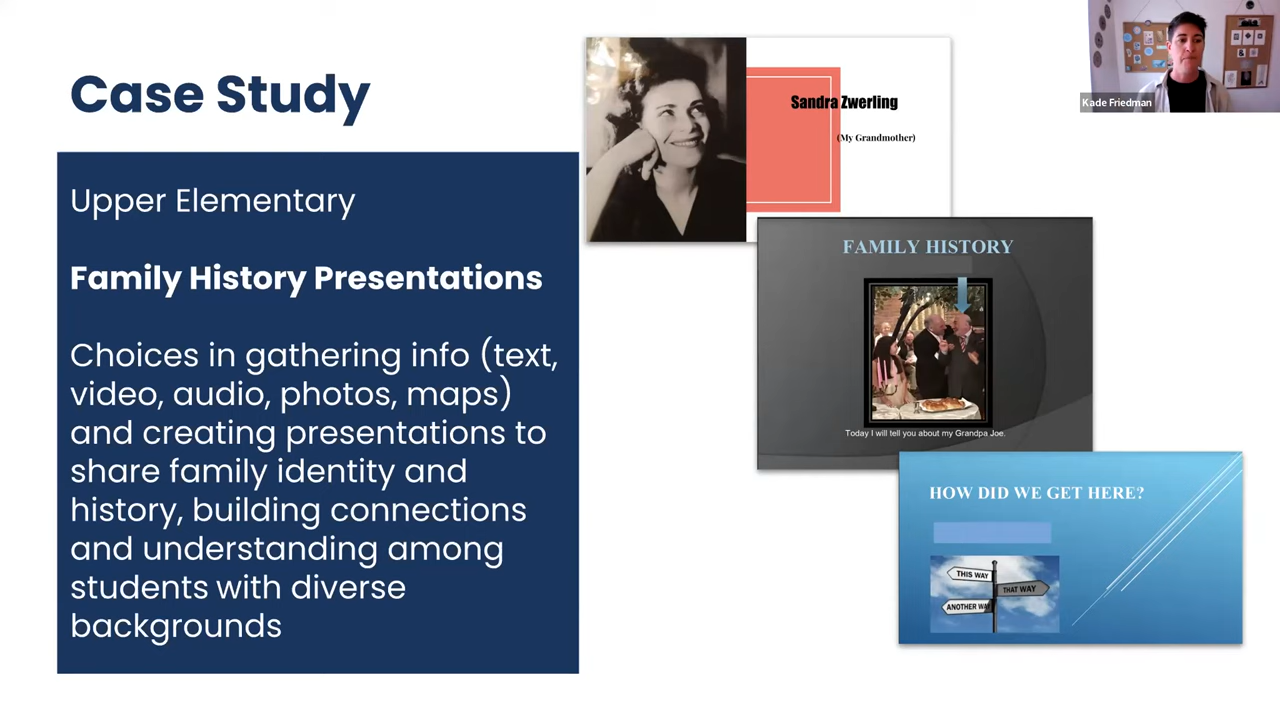 Case Study
Upper Elementary
Family History Presentations
Choices in gathering info (text,
video, audio, photos, maps)
and creating presentations to
share family identity and
history, building connections
and understanding among
students with diverse
backgrounds
Sandra Zwerling
(My Grandmother)
FAMILY HISTORY
Today I will tell you about my Grandpa Joe.
HOW DID WE GET HERE?
THIS WAY
THAT WAY
ANOTHER WAY
Kade Friedman